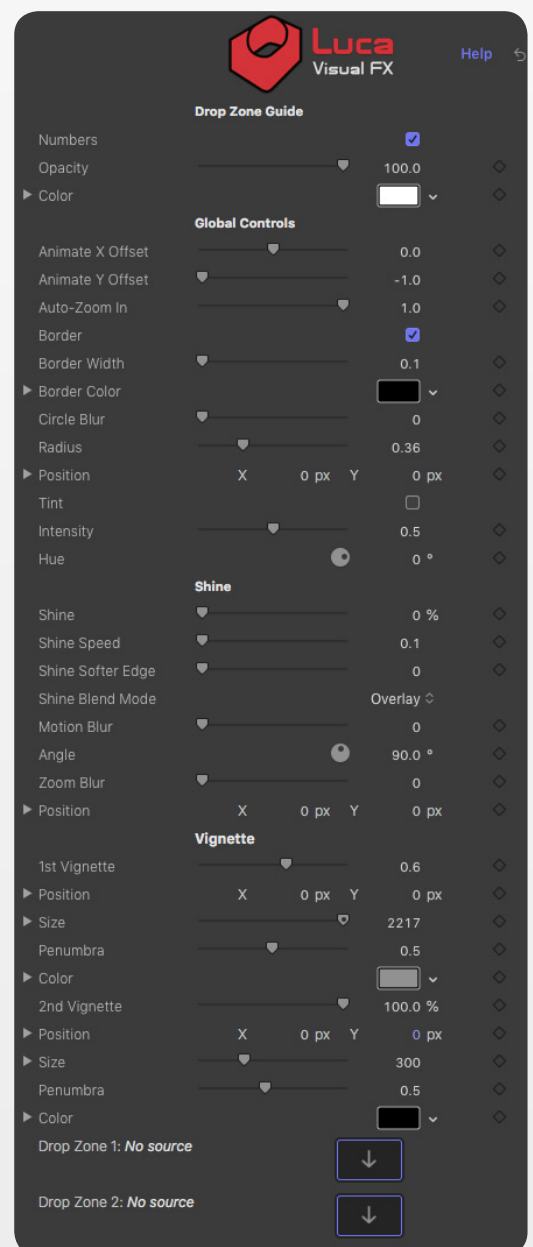 Luca
Visual FX
Help
Drop Zone Guide
Numbers
Opacity 100.0
Color
Global Controls
Animate X Offset 0.0
Animate Y Offset -1.0
Auto-Zoom In 1.0
Border
Border Width 0.1
Border Color
Circle Blur 0
Radius 0.36
Position X 0 px Y 0 px
Tint
Intensity 0.5
Hue 0 °
Shine
Shine 0 %
Shine Speed 0.1
Shine Softer Edge 0
Shine Blend Mode Overlay
Motion Blur 0
Angle 90.0 °
Zoom Blur 0
Position X 0 px Y 0 px
Vignette
1st Vignette 0.6
Position X 0 px Y 0 px
Size 2217
Penumbra 0.5
Color
2nd Vignette 100.0 %
Position X 0 px Y 0 px
Size 300
Penumbra 0.5
Color
Drop Zone 1: No source
Drop Zone 2: No source